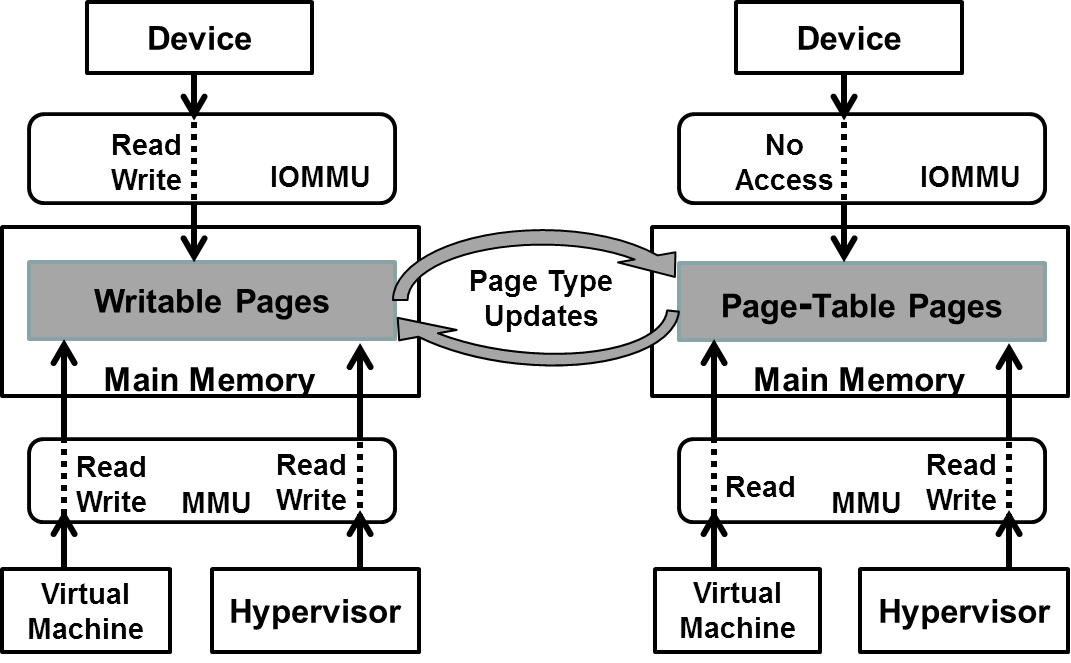 Device
Read
Write
IOMMU
Writable Pages
Main Memory
Read
Write
MMU
Read
Write
Virtual
Machine
Hypervisor
Page Type
Updates
Device
No
Access
IOMMU
Page-Table Pages
Main Memory
Read
MMU
Read
Write
Virtual
Machine
Hypervisor